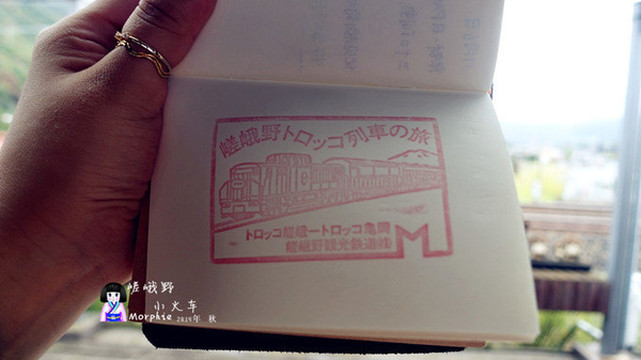 嵯峨野トロッコ列車の旅
トロッコ嵯峨ートロッコ亀岡
嵯峨野観光鉄道㈱
M
嵯峨野
小火车
Morphie 2014年 秋